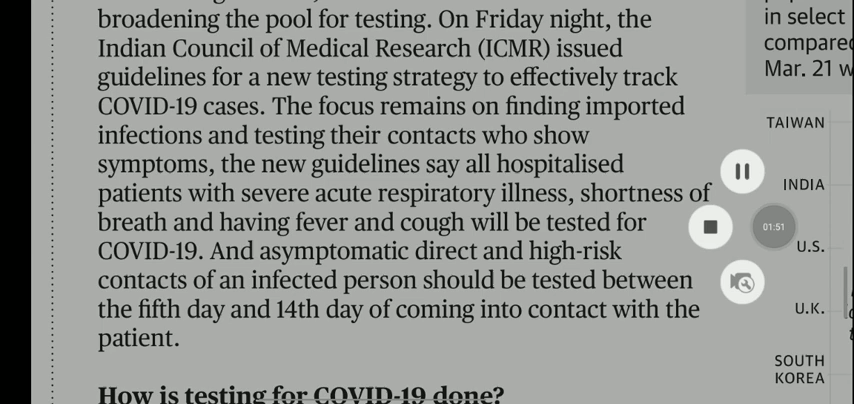 broadening the pool for testing. On Friday night, the
Indian Council of Medical Research (ICMR) issued
guidelines for a new testing strategy to effectively track
COVID-19 cases. The focus remains on finding imported
infections and testing their contacts who show
symptoms, the new guidelines say all hospitalised
patients with severe acute respiratory illness, shortness of
breath and having fever and cough will be tested for
COVID-19. And asymptomatic direct and high-risk
contacts of an infected person should be tested between
the fifth day and 14th day of coming into contact with the
patient.
How is testing for COVID-19 done?
in select
compared
Mar. 21 w
TAIWAN
INDIA
01:51
U.S.
U.K.
SOUTH
KOREA